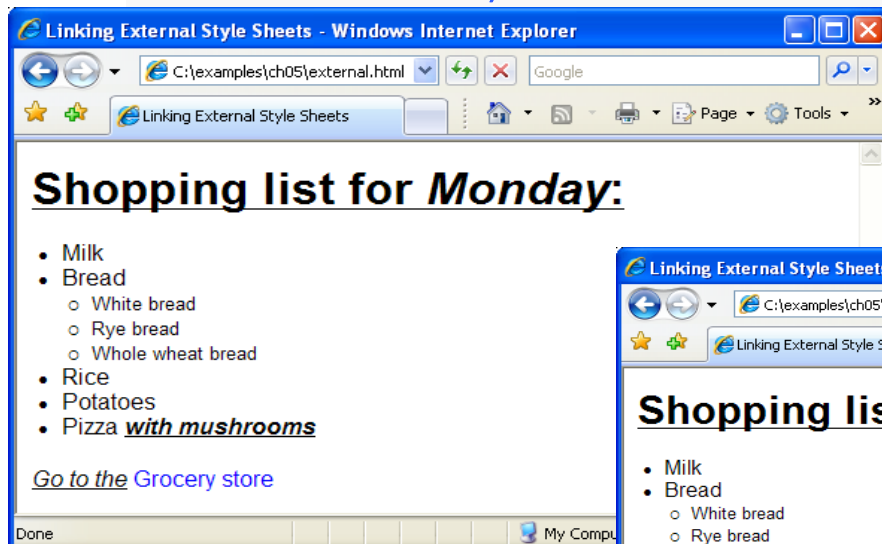 Linking External Style Sheets - Windows Internet Explorer
C:\examples\ch05\external.html
Google
Linking External Style Sheets
Page
Tools
»
Shopping list for Monday:
Milk
Bread
White bread
Rye bread
Whole wheat bread
Rice
Potatoes
Pizza with mushrooms
Go to the Grocery store
Done
My Compu
Linking External Style Sheet
C:\examples\ch05\
Linking External Style S
Shopping lis
Milk
Bread
White bread
Rye bread